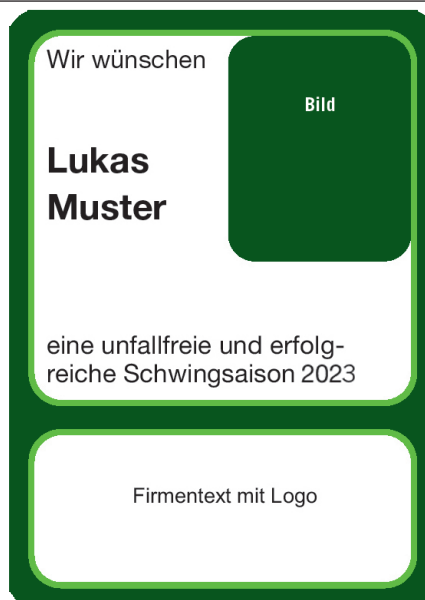 Wir wünschen
Bild
Lukas
Muster
eine unfallfreie und erfolg-
reiche Schwingsaison 2023
Firmentext mit Logo